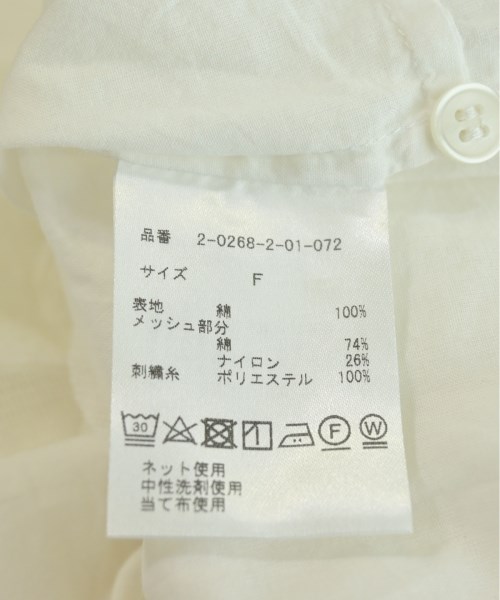 品番 2-0268-2-01-072
サイズ F
表地 綿 100%
メッシュ部分
綿 74%
ナイロン 26%
刺繍糸 ポリエステル 100%
30 F W
ネット使用
中性洗剤使用
当て布使用